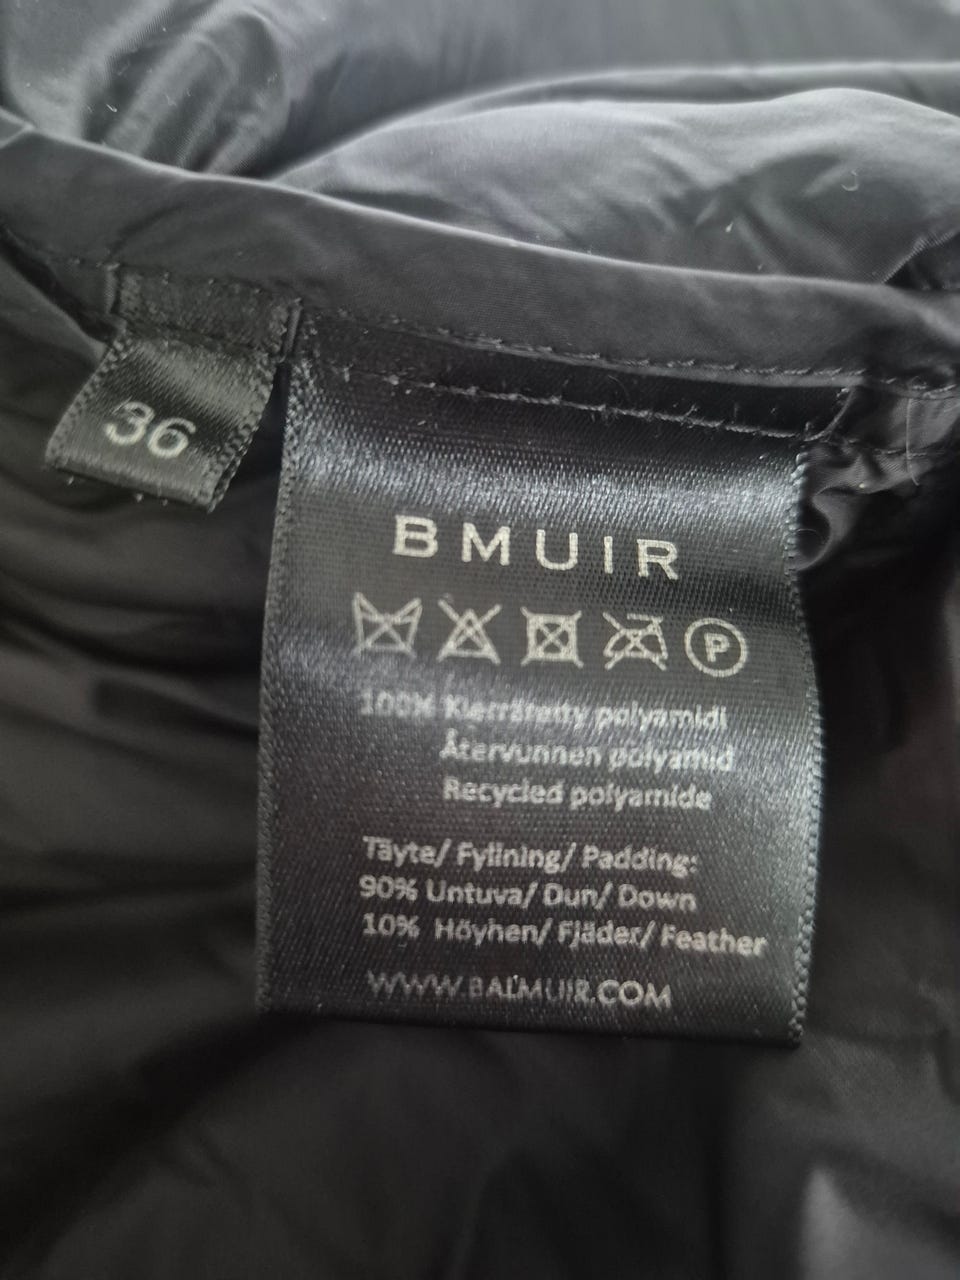 36
BMUIR
P
100% Kierrätetty polyamidi
Återvunnen polyamid
Recycled polyamide
Täyte/ Fyllning/ Padding:
90% Untuva/ Dun/ Down
10% Höyhen/ Fjäder/ Feather
WWW.BALMUIR.COM